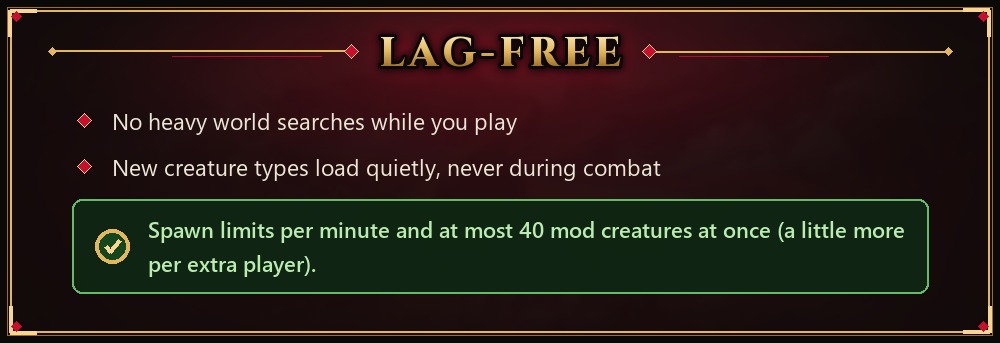 LAG-FREE
No heavy world searches while you play
New creature types load quietly, never during combat
Spawn limits per minute and at most 40 mod creatures at once (a little more
per extra player).